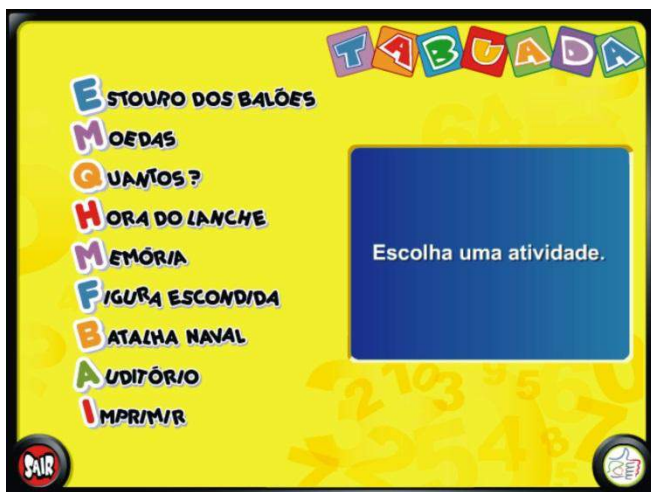 TABUADA
ESTOURO DOS BALÕES
MOEDAS
QUANTOS?
HORA DO LANCHE
MEMÓRIA
FIGURA ESCONDIDA
BATALHA NAVAL
AUDITÓRIO
IMPRIMIR
Escolha uma atividade.
SAIR